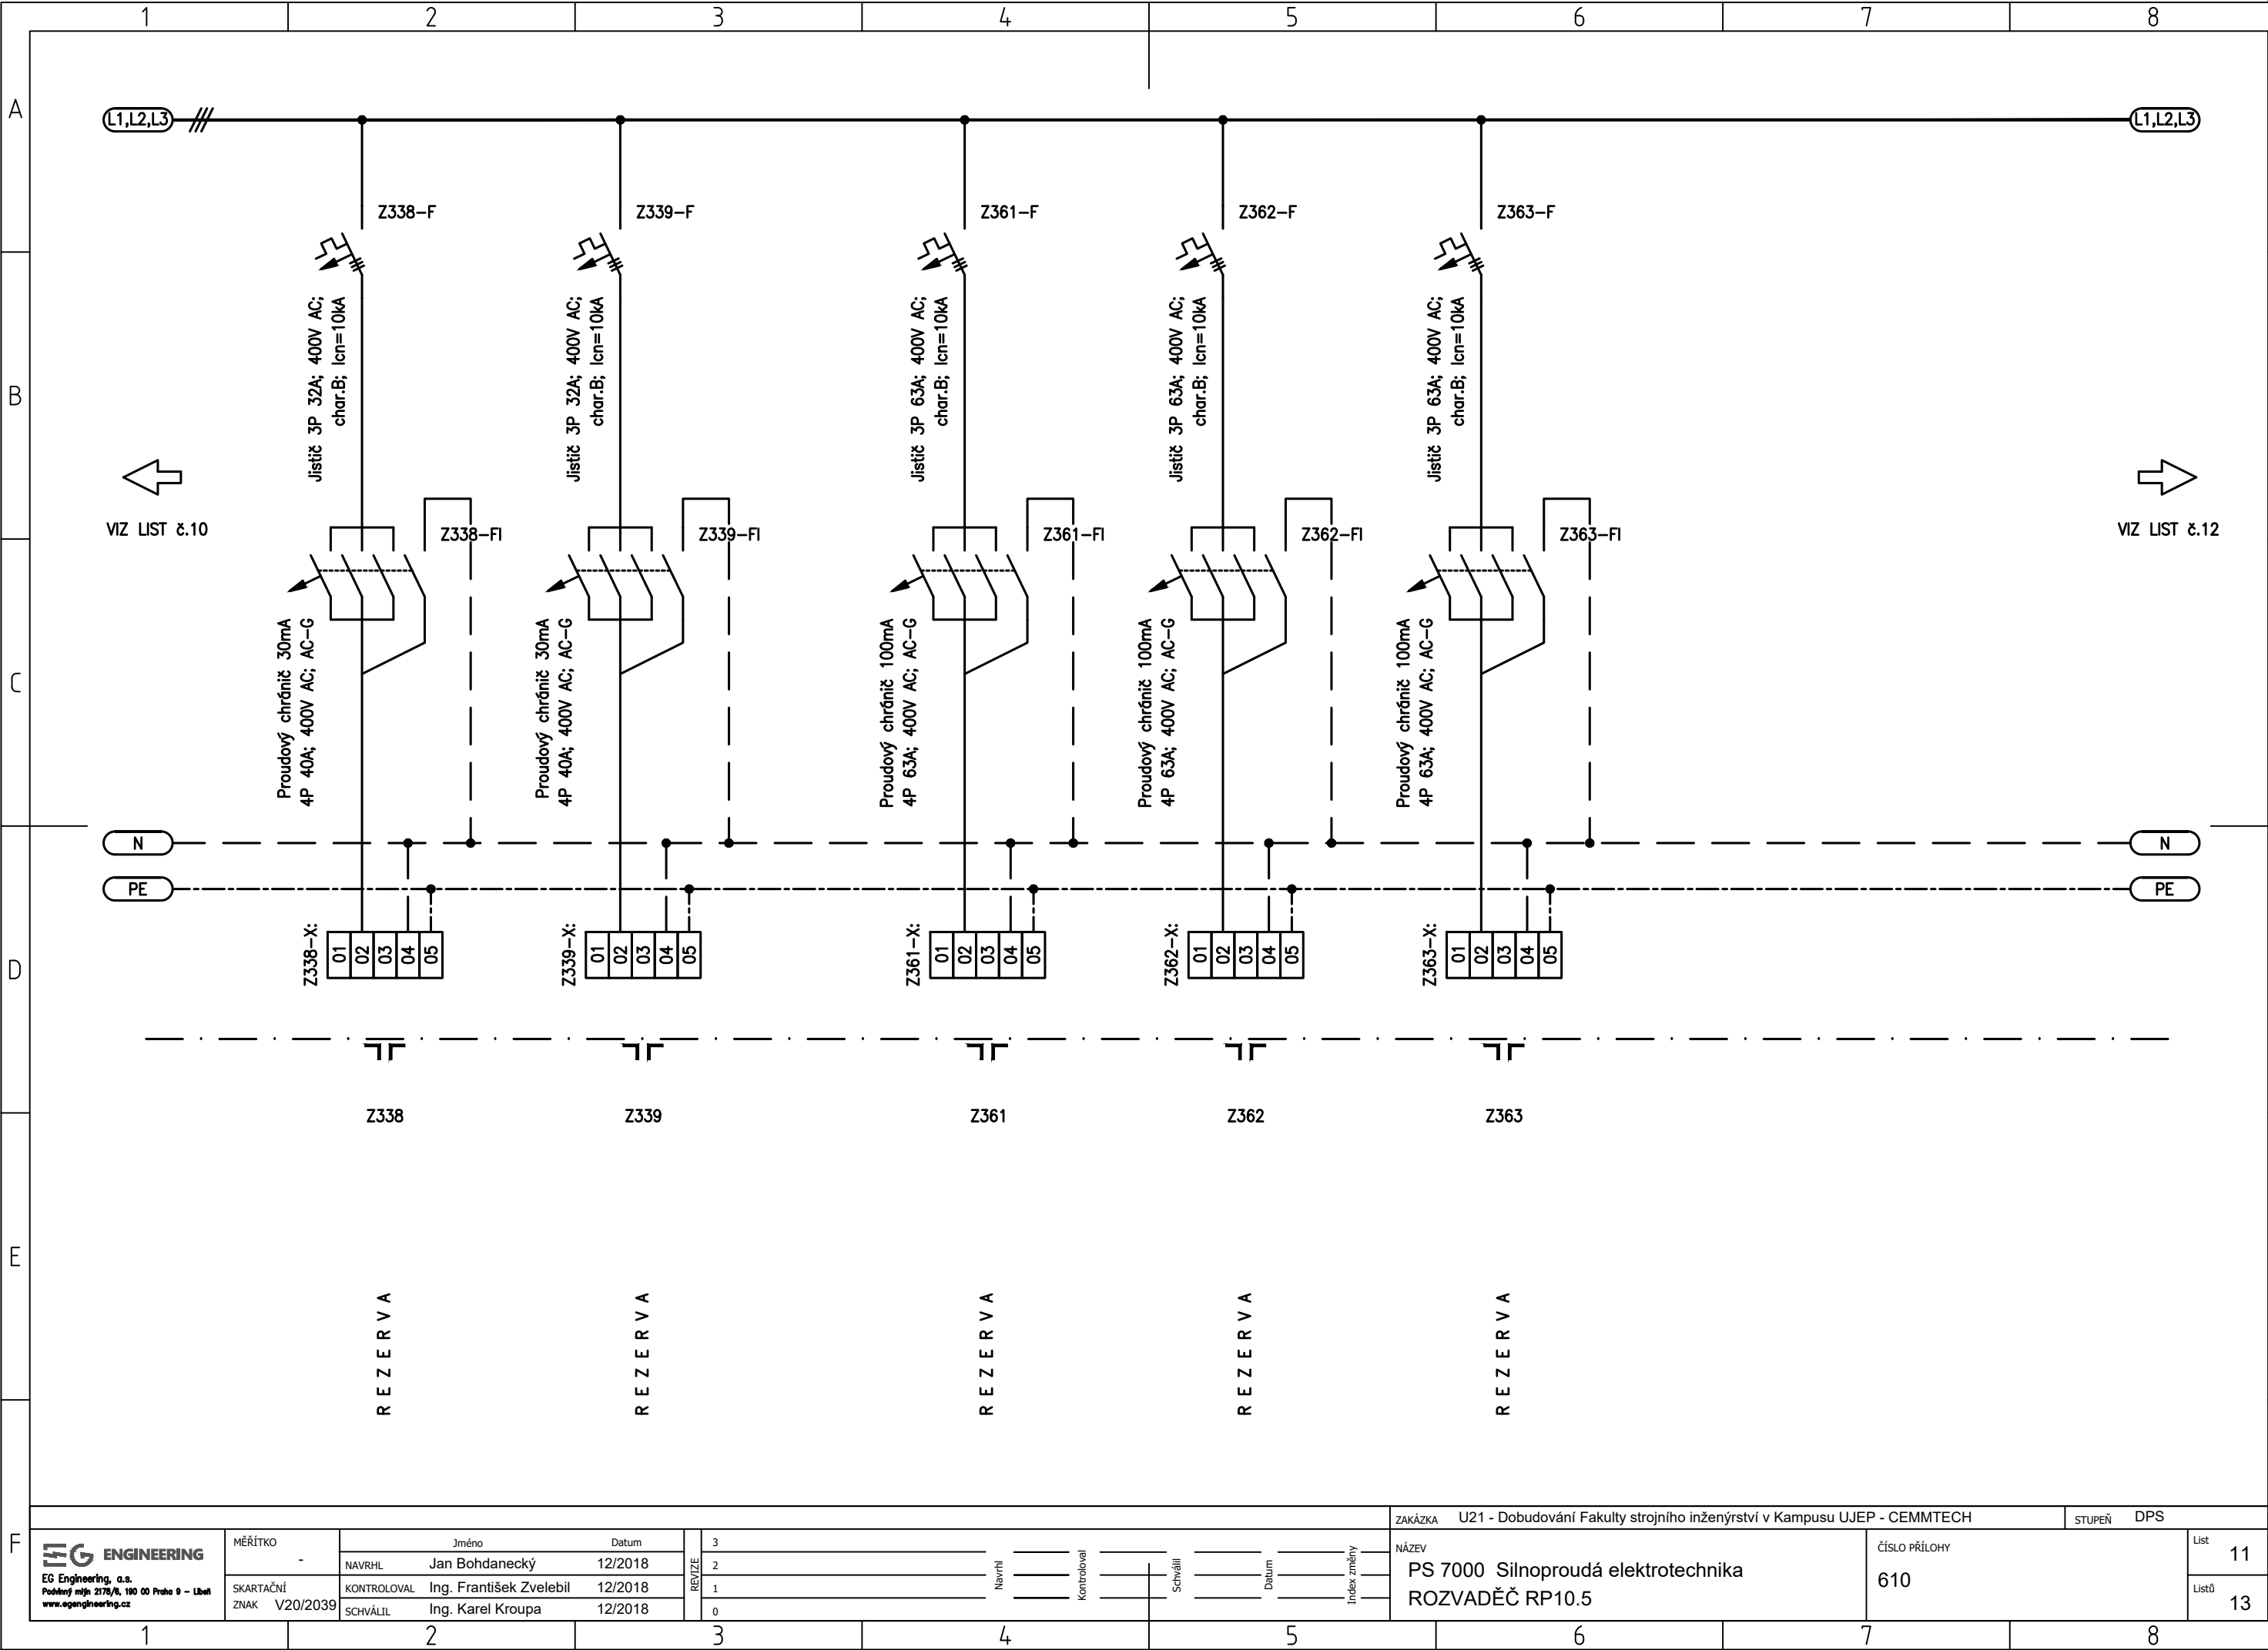 1 2 3 4 5 6 7 8
A
L1,L2,L3 L1,L2,L3
Z338-F Z339-F Z361-F Z362-F Z363-F
B
Jistič 3P 32A; 400V AC;
char.B; Icn=10kA
Jistič 3P 32A; 400V AC;
char.B; Icn=10kA
Jistič 3P 63A; 400V AC;
char.B; Icn=10kA
Jistič 3P 63A; 400V AC;
char.B; Icn=10kA
Jistič 3P 63A; 400V AC;
char.B; Icn=10kA
VIZ LIST č.10 VIZ LIST č.12
Z338-FI Z339-FI Z361-FI Z362-FI Z363-FI
C
Proudový chránič 30mA
4P 40A; 400V AC; AC-G
Proudový chránič 30mA
4P 40A; 400V AC; AC-G
Proudový chránič 100mA
4P 63A; 400V AC; AC-G
Proudový chránič 100mA
4P 63A; 400V AC; AC-G
Proudový chránič 100mA
4P 63A; 400V AC; AC-G
N N
PE PE
D
Z338-X: 01 02 03 04 05
Z339-X: 01 02 03 04 05
Z361-X: 01 02 03 04 05
Z362-X: 01 02 03 04 05
Z363-X: 01 02 03 04 05
Z338 Z339 Z361 Z362 Z363
E
REZERVA REZERVA REZERVA REZERVA REZERVA
F
ZAKÁZKA U21 - Dobudování Fakulty strojního inženýrství v Kampusu UJEP - CEMMTECH
STUPEŇ DPS
EG ENGINEERING
EG Engineering, a.s.
Podvinný mlýn 2178/6, 190 00 Praha 9 – Libeň
www.egengineering.cz
MĚŘÍTKO
-
SKARTAČNÍ
ZNAK V20/2039
Jméno Datum
NAVRHL Jan Bohdanecký 12/2018
KONTROLOVAL Ing. František Zvelebil 12/2018
SCHVÁLIL Ing. Karel Kroupa 12/2018
REVIZE
3
2
1
0
Navrhl
Kontroloval
Schválil
Datum
Index změny
NÁZEV
PS 7000 Silnoproudá elektrotechnika
ROZVADĚČ RP10.5
ČÍSLO PŘÍLOHY
610
List 11
Listů 13
1 2 3 4 5 6 7 8